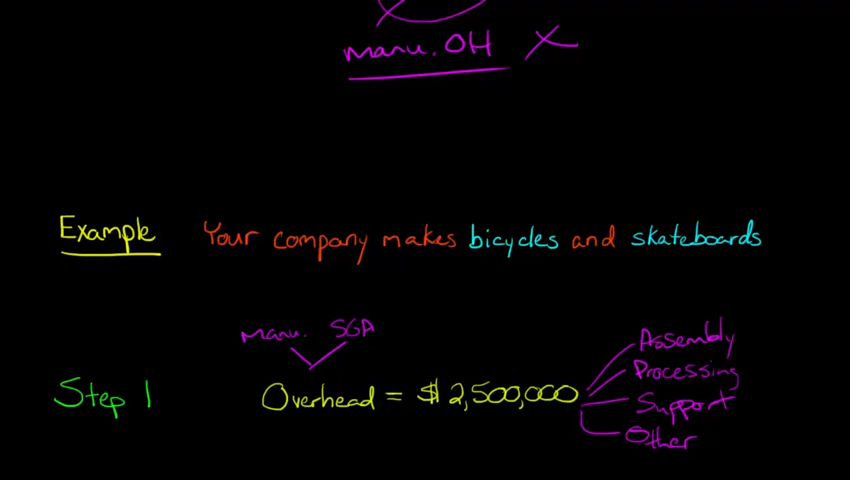 manu. OH X
Example Your company makes bicycles and skateboards
manu. SGA
Step 1 Overhead = $2,500,000
Assembly
Processing
Support
Other